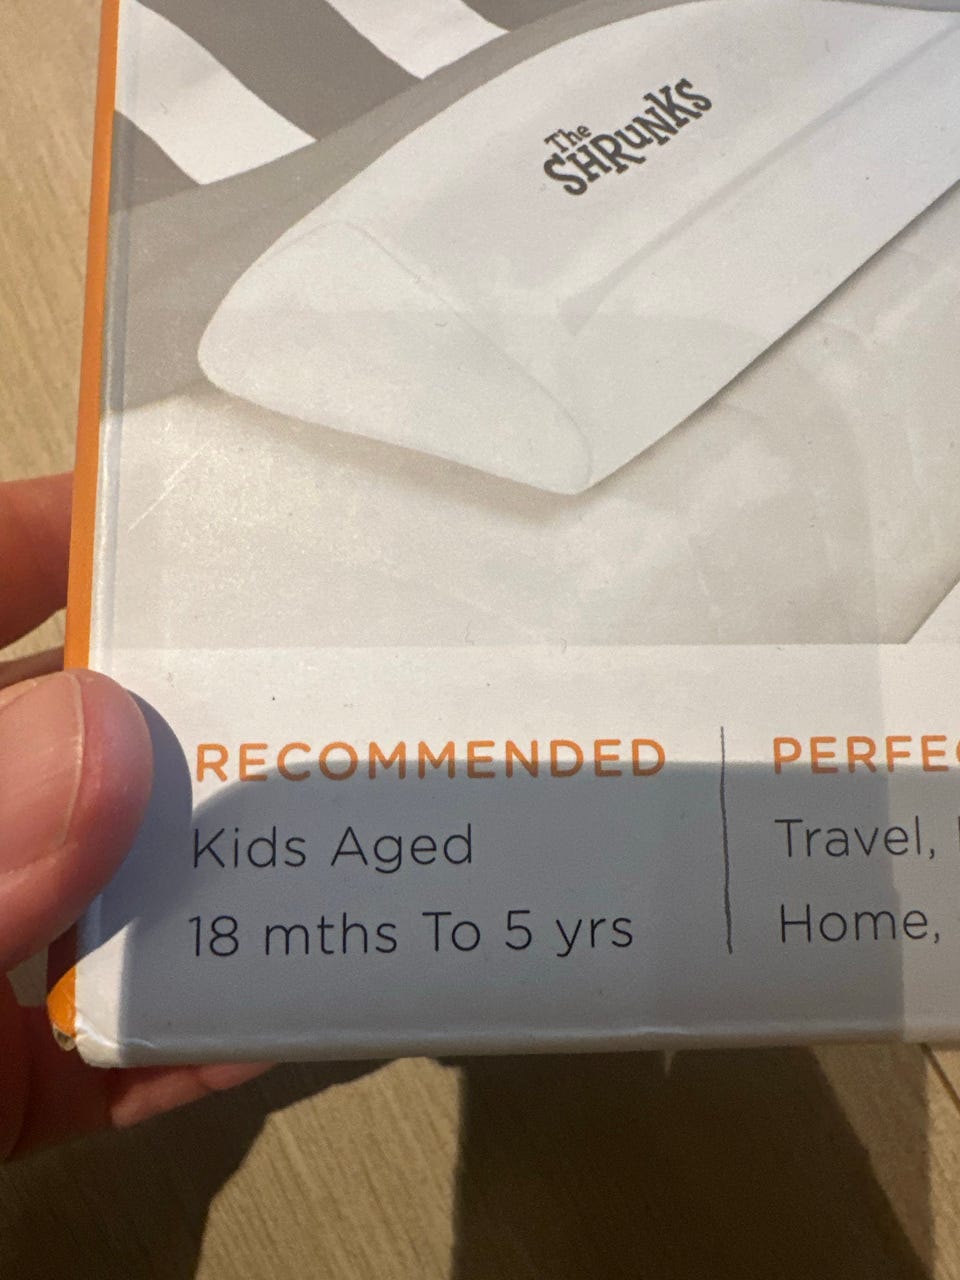 The
SHRUNKS
RECOMMENDED
Kids Aged
18 mths To 5 yrs
Travel,
Home,